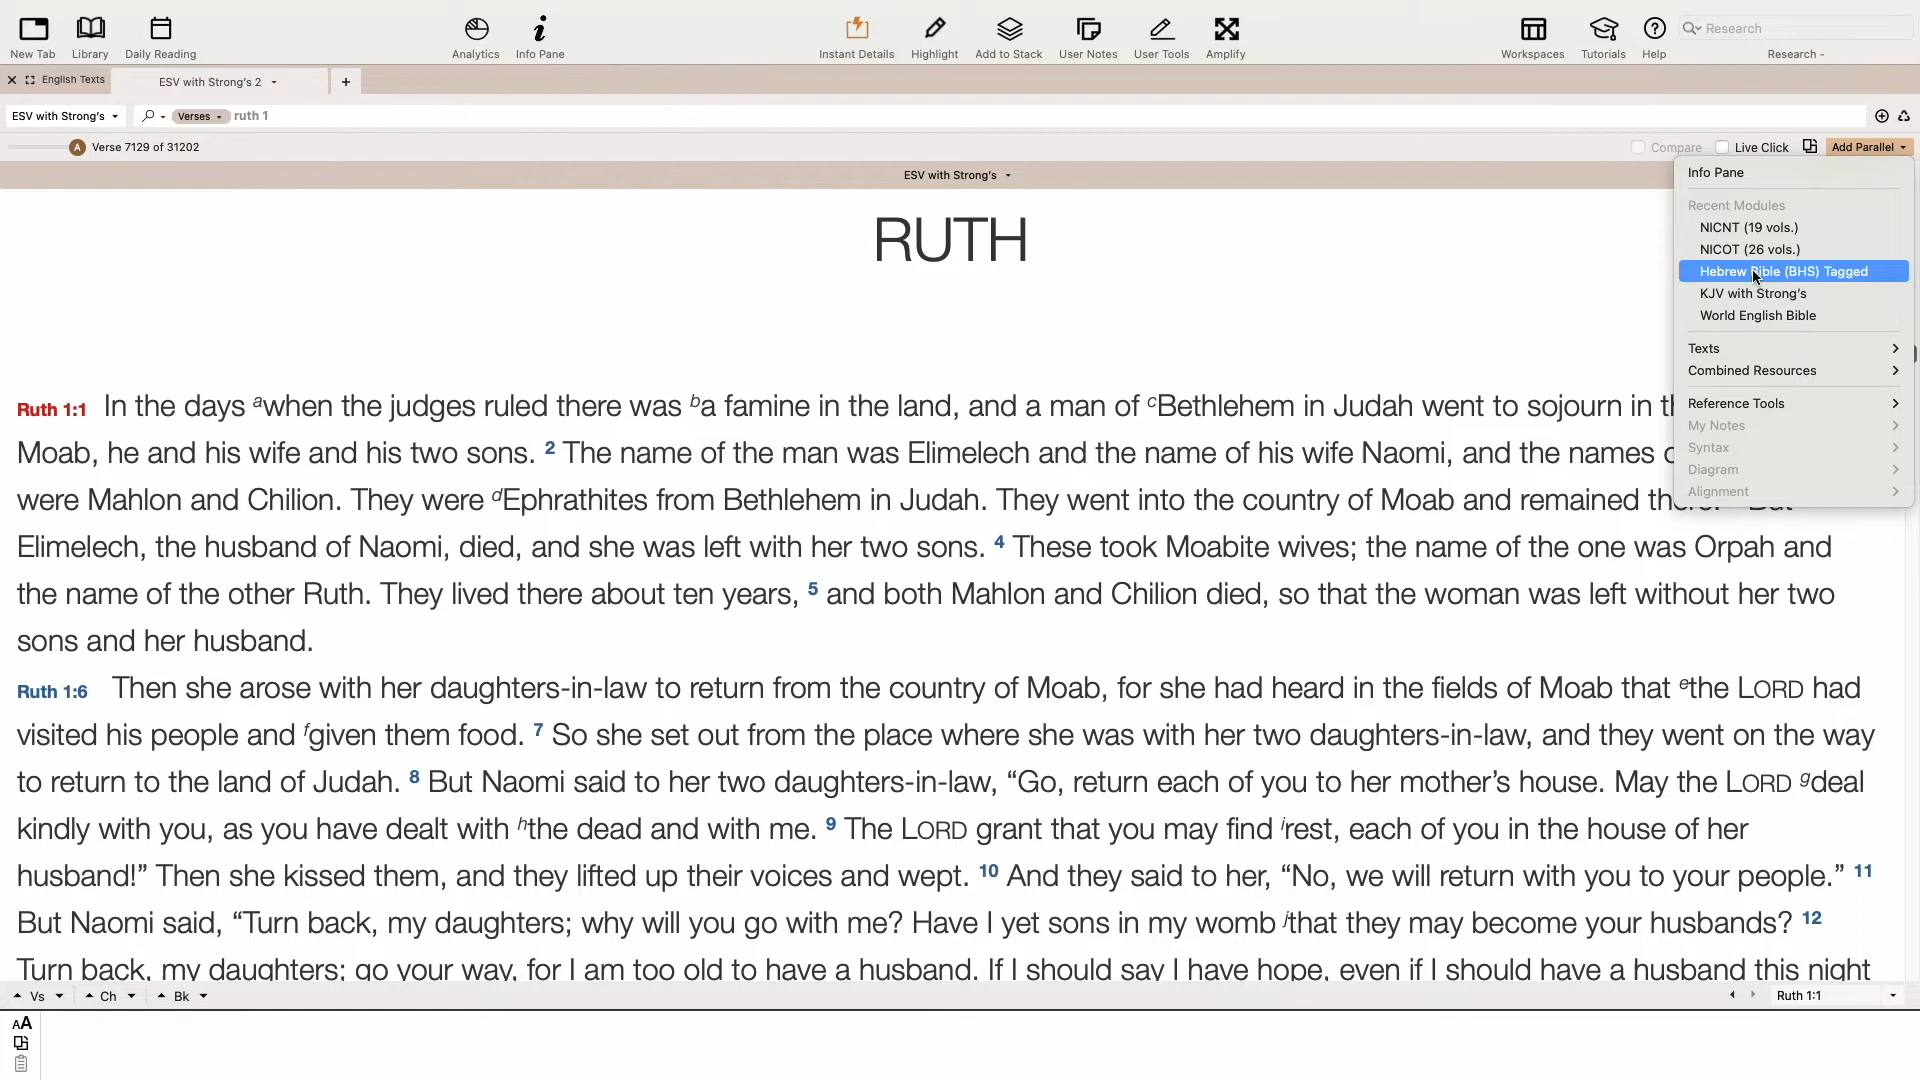 New Tab Library Daily Reading Analytics Info Pane Instant Details Highlight Add to Stack User Notes User Tools Amplify Workspaces Tutorials Help Research
Research
English Texts ESV with Strong's 2 +
ESV with Strong's Verses ruth 1
A Verse 7129 of 31202 Compare Live Click Add Parallel
ESV with Strong's
Info Pane
Recent Modules
NICNT (19 vols.)
NICOT (26 vols.)
Hebrew Bible (BHS) Tagged
KJV with Strong's
World English Bible
Texts
Combined Resources
Reference Tools
My Notes
Syntax
Diagram
Alignment
RUTH
Ruth 1:1 In the days awhen the judges ruled there was ba famine in the land, and a man of cBethlehem in Judah went to sojourn in
Moab, he and his wife and his two sons. 2 The name of the man was Elimelech and the name of his wife Naomi, and the names
were Mahlon and Chilion. They were dEphrathites from Bethlehem in Judah. They went into the country of Moab and remained
Elimelech, the husband of Naomi, died, and she was left with her two sons. 4 These took Moabite wives; the name of the one was Orpah and
the name of the other Ruth. They lived there about ten years, 5 and both Mahlon and Chilion died, so that the woman was left without her two
sons and her husband.
Ruth 1:6 Then she arose with her daughters-in-law to return from the country of Moab, for she had heard in the fields of Moab that ethe LORD had
visited his people and fgiven them food. 7 So she set out from the place where she was with her two daughters-in-law, and they went on the way
to return to the land of Judah. 8 But Naomi said to her two daughters-in-law, “Go, return each of you to her mother’s house. May the LORD gdeal
kindly with you, as you have dealt with hthe dead and with me. 9 The LORD grant that you may find irest, each of you in the house of her
husband!” Then she kissed them, and they lifted up their voices and wept. 10 And they said to her, “No, we will return with you to your people.” 11
But Naomi said, “Turn back, my daughters; why will you go with me? Have I yet sons in my womb jthat they may become your husbands? 12
Turn back, my daughters; go your way, for I am too old to have a husband. If I should say I have hope, even if I should have a husband this night
Vs Ch Bk Ruth 1:1
AA